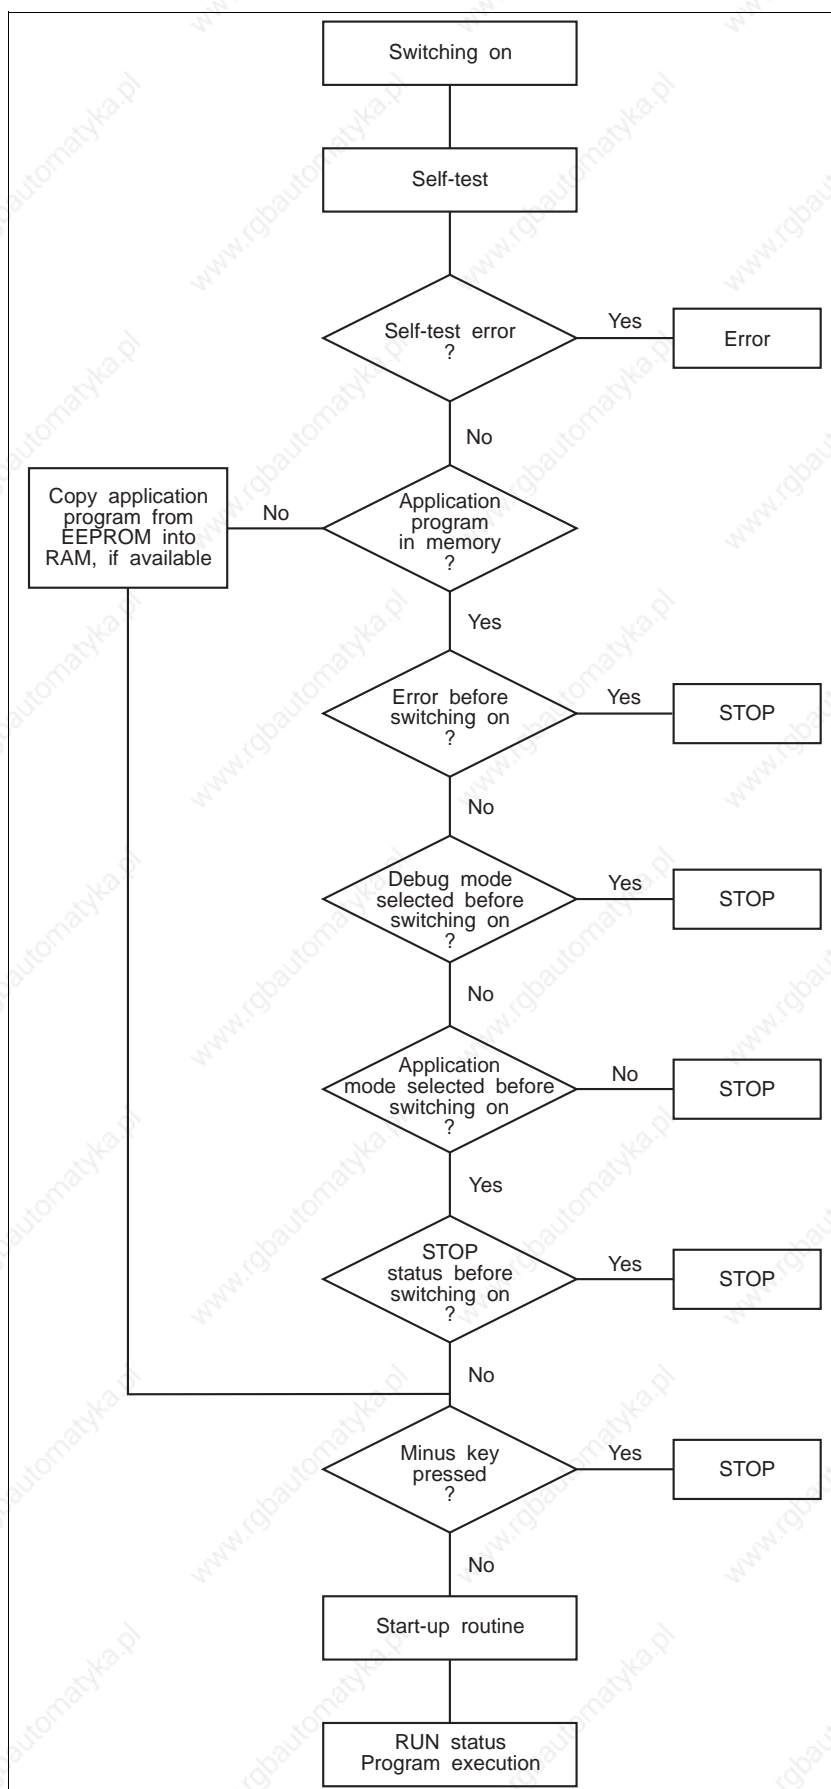 Switching on
Self-test
Self-test error
?
Yes
Error
No
Copy application
program from
EEPROM into
RAM, if available
No
Application
program
in memory
?
Yes
Error before
switching on
?
Yes
STOP
No
Debug mode
selected before
switching on
?
Yes
STOP
No
Application
mode selected before
switching on
?
No
STOP
Yes
STOP
status before
switching on
?
Yes
STOP
No
Minus key
pressed
?
Yes
STOP
No
Start-up routine
RUN status
Program execution
www.rgbautomatyka.pl